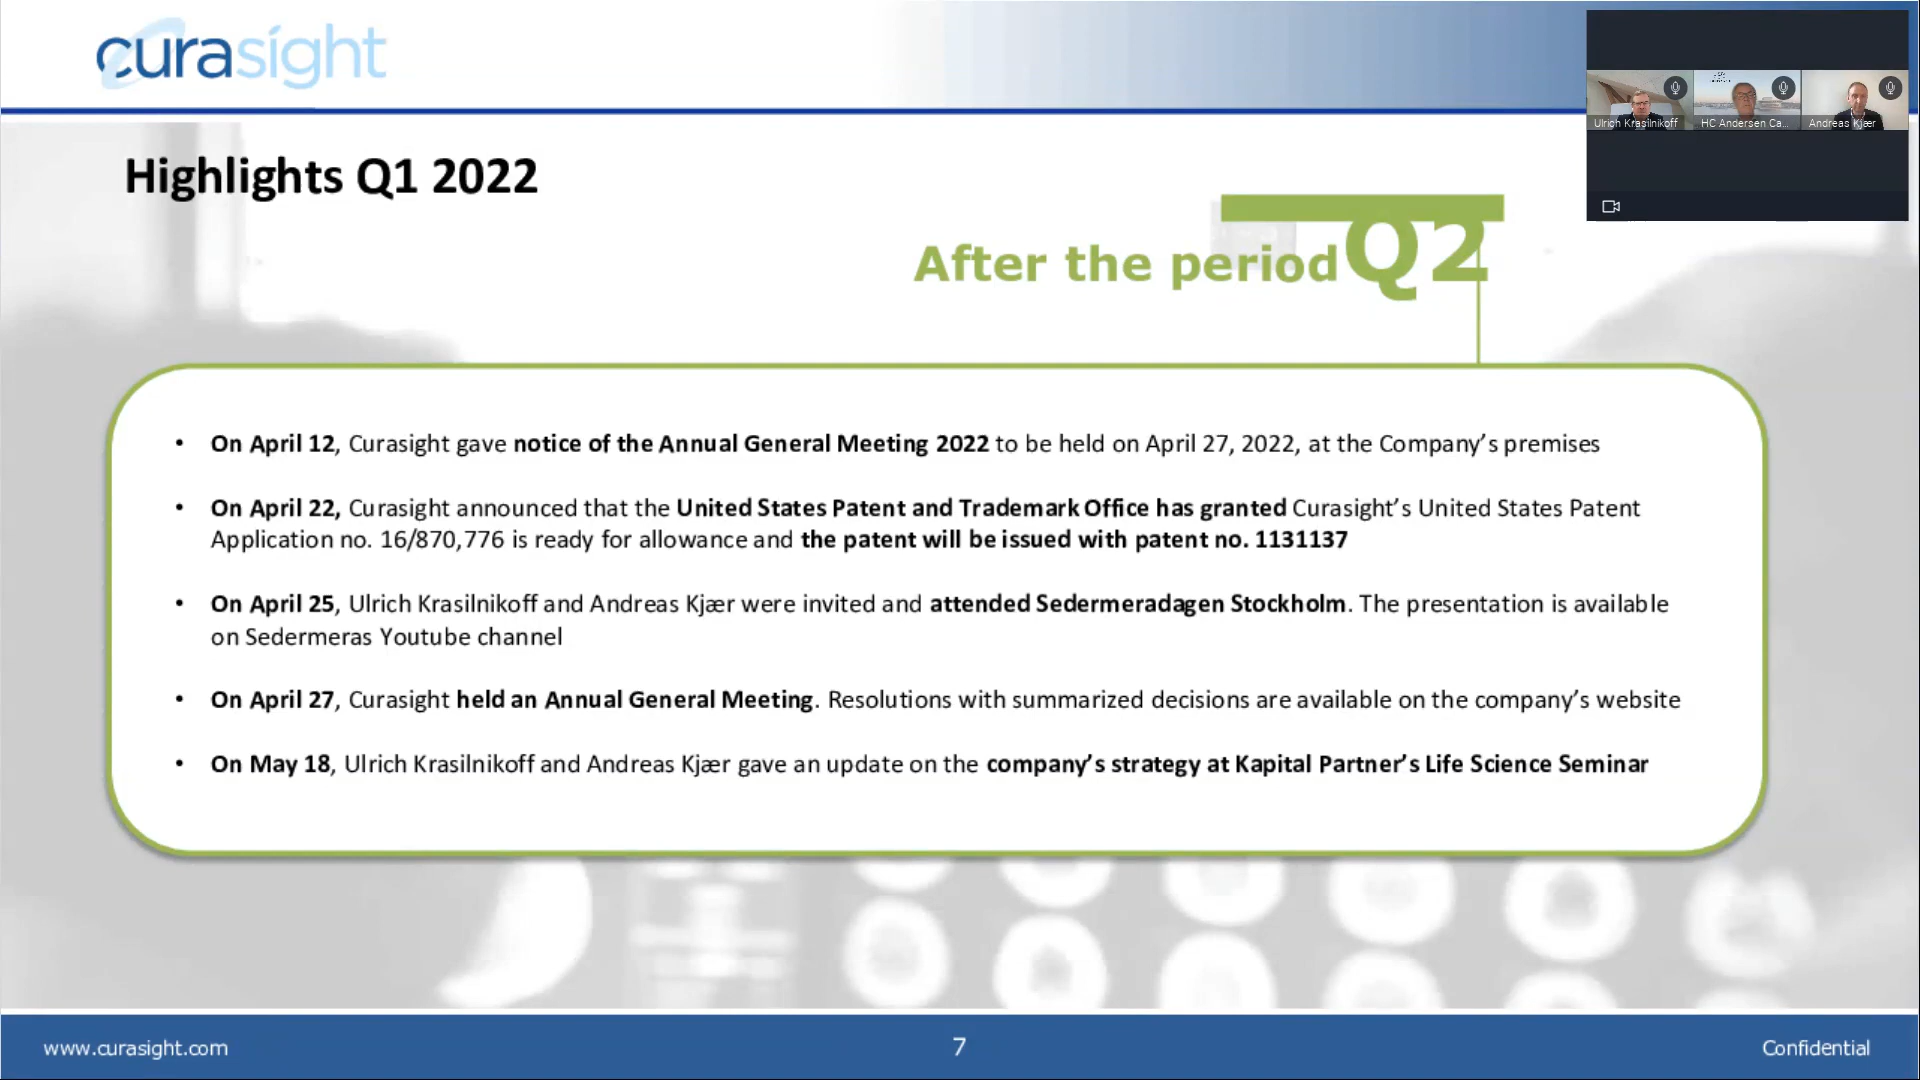 curasight
Ulrich Krasilnikoff
HC Andersen Ca...
Andreas Kjær
Highlights Q1 2022
After the period Q2
• On April 12, Curasight gave notice of the Annual General Meeting 2022 to be held on April 27, 2022, at the Company’s premises
• On April 22, Curasight announced that the United States Patent and Trademark Office has granted Curasight’s United States Patent
Application no. 16/870,776 is ready for allowance and the patent will be issued with patent no. 1131137
• On April 25, Ulrich Krasilnikoff and Andreas Kjær were invited and attended Sedermeradagen Stockholm. The presentation is available
on Sedermeras Youtube channel
• On April 27, Curasight held an Annual General Meeting. Resolutions with summarized decisions are available on the company’s website
• On May 18, Ulrich Krasilnikoff and Andreas Kjær gave an update on the company’s strategy at Kapital Partner’s Life Science Seminar
www.curasight.com
7
Confidential